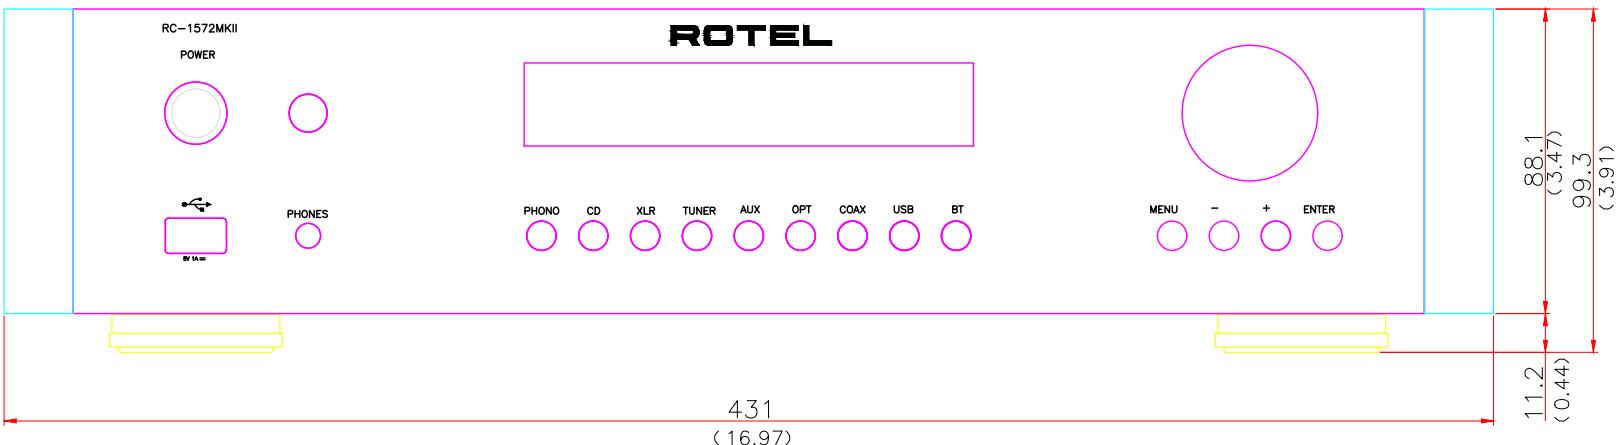 RC-1572MKII
ROTEL
POWER
PHONES
5V 1A
PHONO CD XLR TUNER AUX OPT COAX USB BT
MENU - + ENTER
88.1
(3.47)
99.3
(3.91)
11.2
(0.44)
431
(16.97)